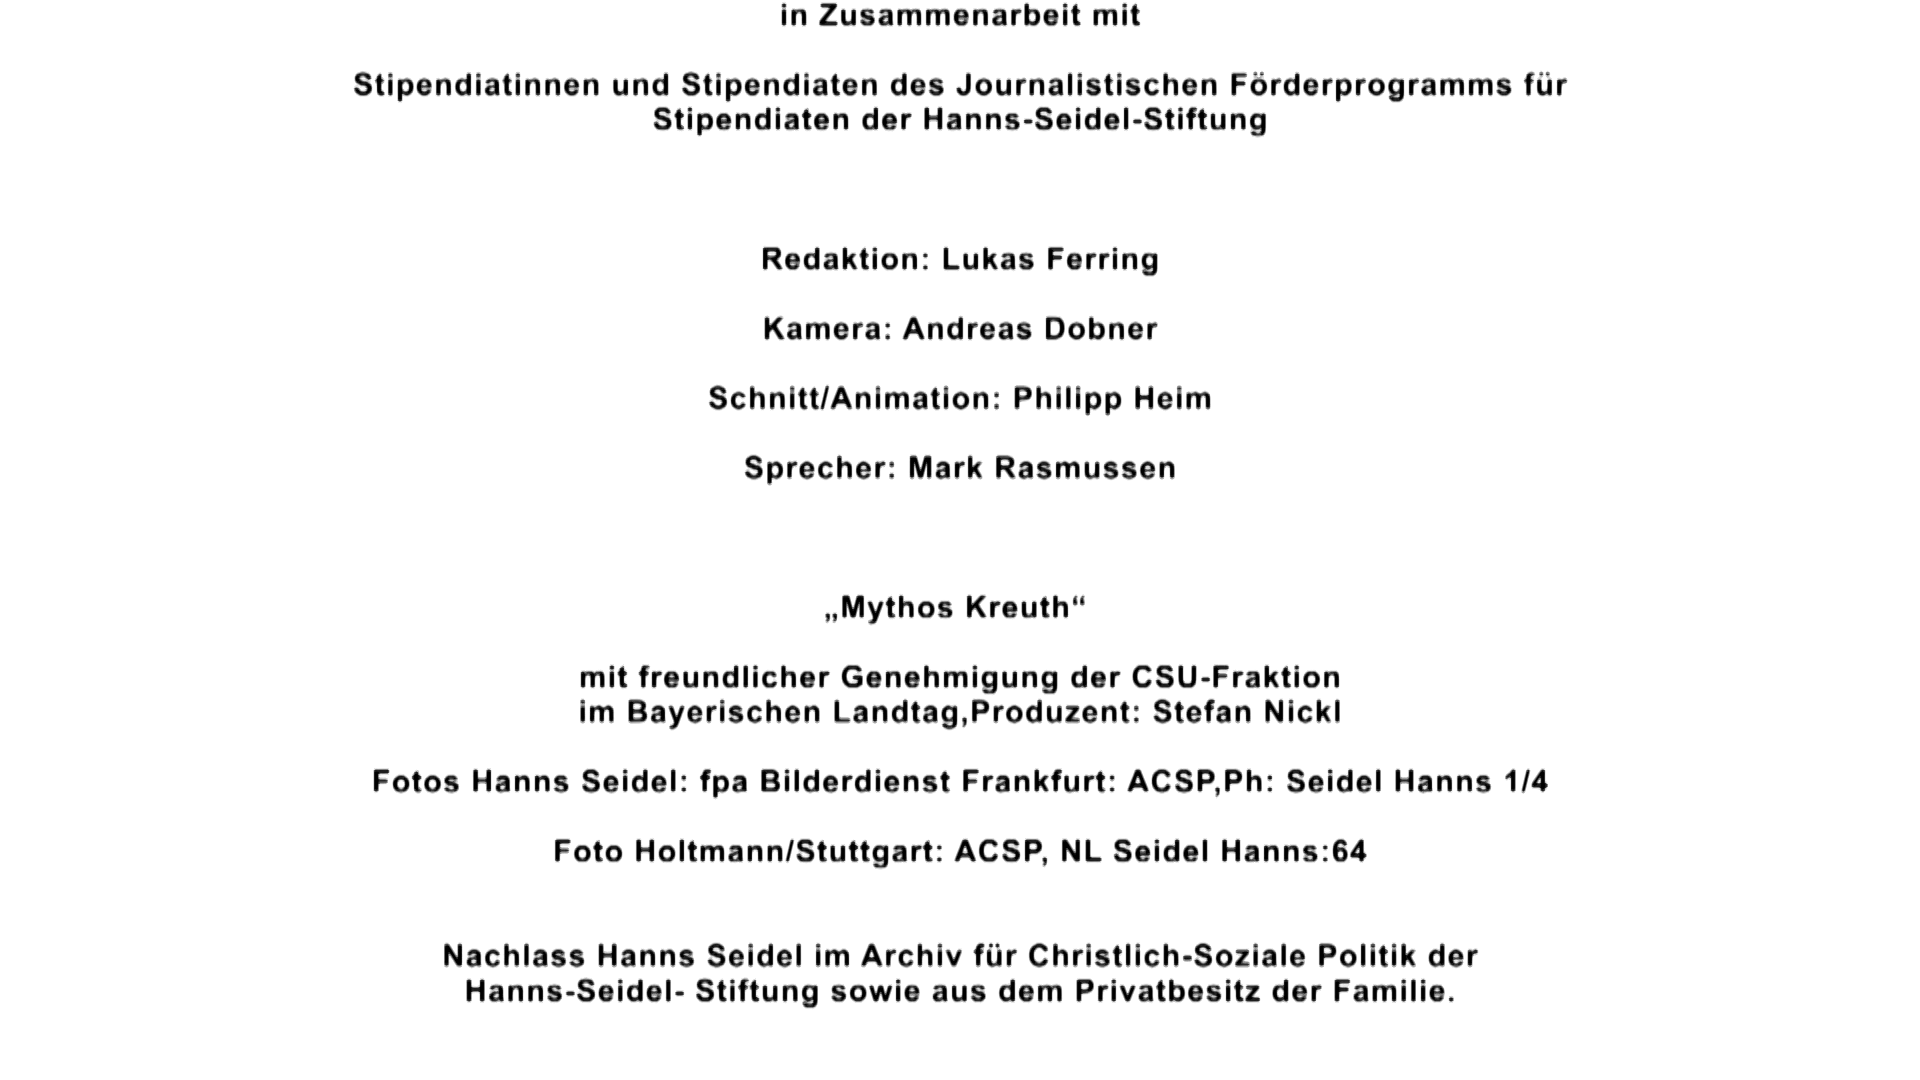 in Zusammenarbeit mit
Stipendiatinnen und Stipendiaten des Journalistischen Förderprogramms für
Stipendiaten der Hanns-Seidel-Stiftung
Redaktion: Lukas Ferring
Kamera: Andreas Dobner
Schnitt/Animation: Philipp Heim
Sprecher: Mark Rasmussen
„Mythos Kreuth“
mit freundlicher Genehmigung der CSU-Fraktion
im Bayerischen Landtag,Produzent: Stefan Nickl
Fotos Hanns Seidel: fpa Bilderdienst Frankfurt: ACSP,Ph: Seidel Hanns 1/4
Foto Holtmann/Stuttgart: ACSP, NL Seidel Hanns:64
Nachlass Hanns Seidel im Archiv für Christlich-Soziale Politik der
Hanns-Seidel- Stiftung sowie aus dem Privatbesitz der Familie.